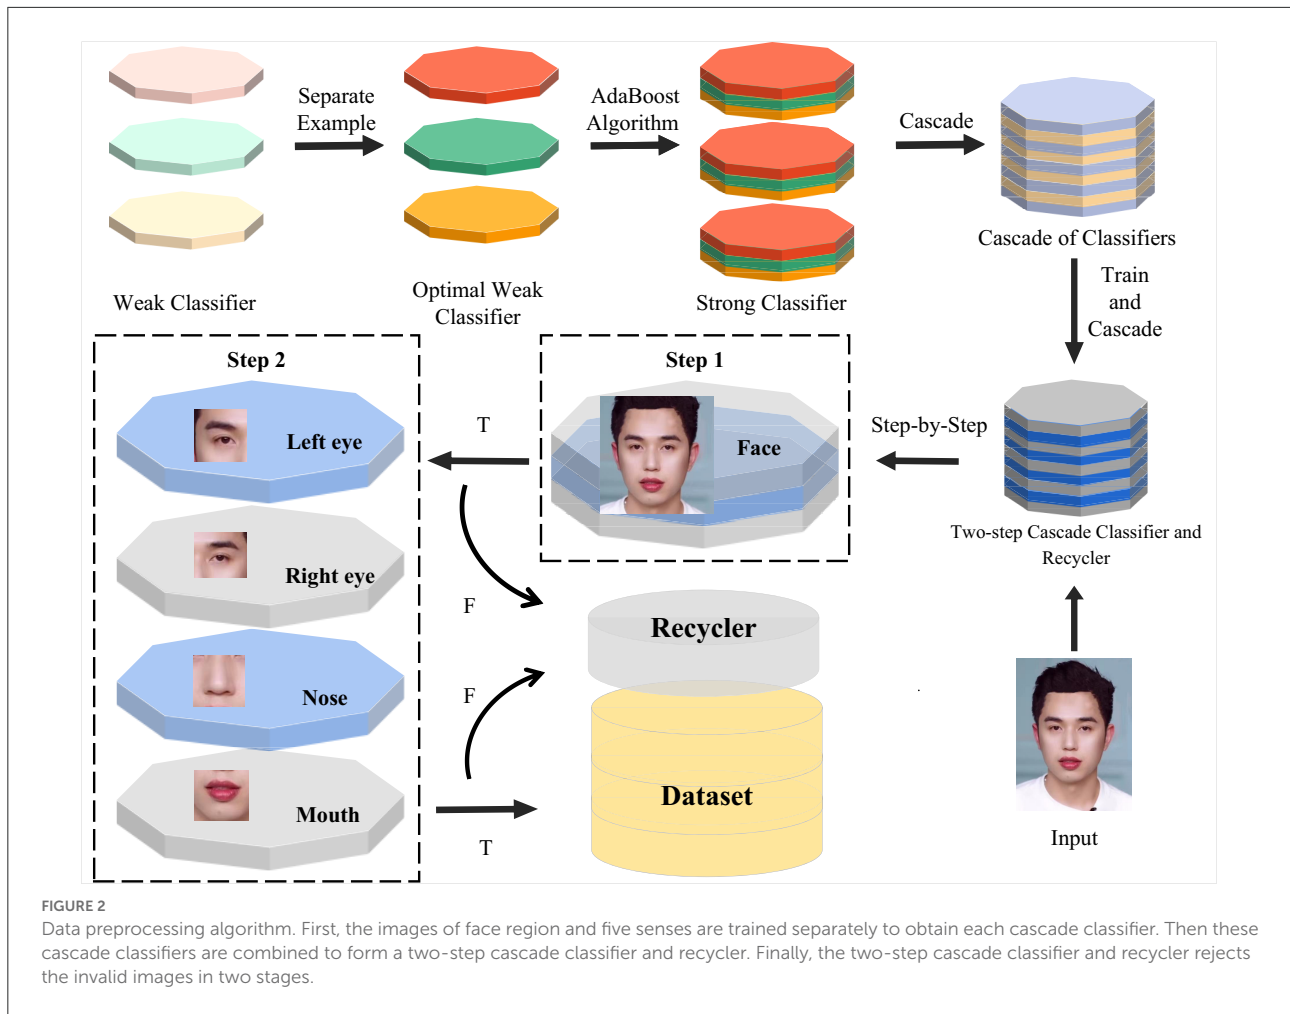 Separate
Example
AdaBoost
Algorithm
Cascade
Weak Classifier
Optimal Weak
Classifier
Strong Classifier
Cascade of Classifiers
Train
and
Cascade
Step 2
Left eye
Right eye
Nose
Mouth
T
F
F
T
Step 1
Face
Step-by-Step
Two-step Cascade Classifier and
Recycler
Recycler
Dataset
Input
FIGURE 2
Data preprocessing algorithm. First, the images of face region and five senses are trained separately to obtain each cascade classifier. Then these
cascade classifiers are combined to form a two-step cascade classifier and recycler. Finally, the two-step cascade classifier and recycler rejects
the invalid images in two stages.